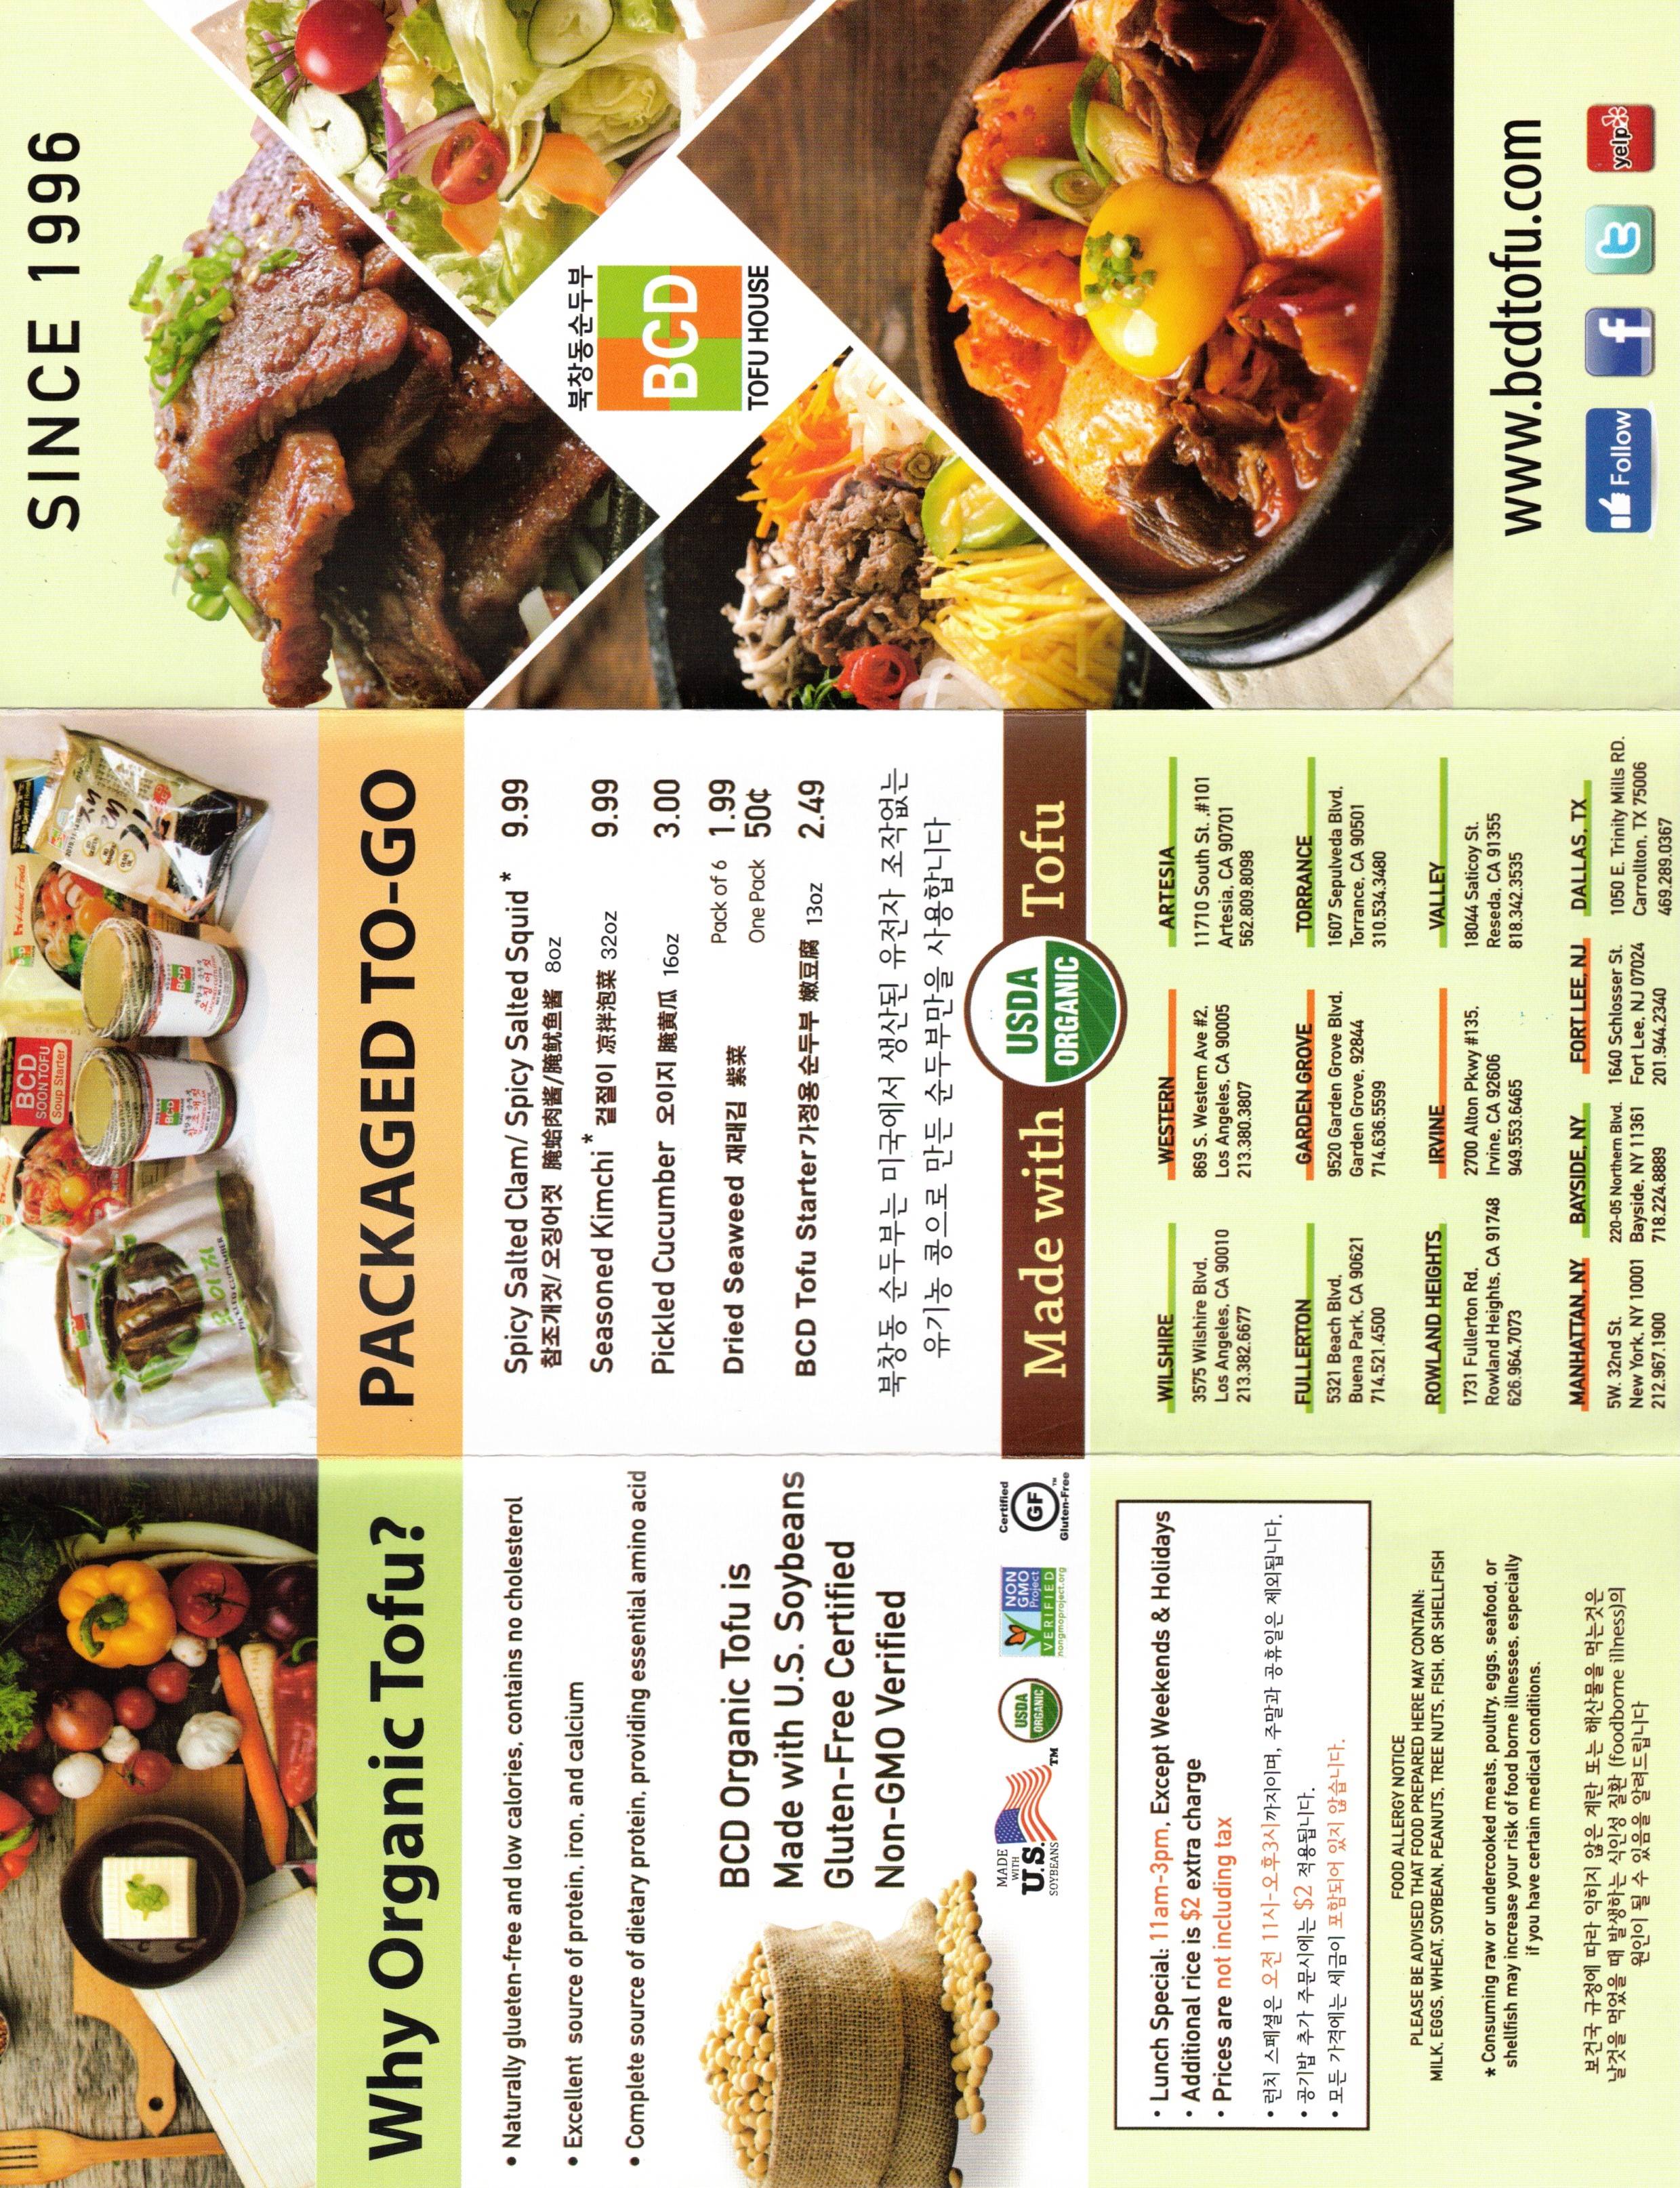 Why Organic Tofu?
• Naturally glueten-free and low calories, contains no cholesterol
• Excellent source of protein, iron, and calcium
• Complete source of dietary protein, providing essential amino acid
BCD Organic Tofu is
Made with U.S. Soybeans
Gluten-Free Certified
Non-GMO Verified
MADE
WITH
U.S.
SOYBEANS
TM
USDA
ORGANIC
NON
GMO
Project
VERIFIED
nongmoproject.org
Certified
GF
TM
Gluten-Free
• Lunch Special: 11am-3pm, Except Weekends & Holidays
• Additional rice is $2 extra charge
• Prices are not including tax
• 런치 스페셜은 오전 11시-오후3시까지이며, 주말과 공휴일은 제외됩니다.
• 공기밥 추가 주문시에는 $2 적용됩니다.
• 모든 가격에는 세금이 포함되어 있지 않습니다.
FOOD ALLERGY NOTICE
PLEASE BE ADVISED THAT FOOD PREPARED HERE MAY CONTAIN:
MILK, EGGS, WHEAT, SOYBEAN, PEANUTS, TREE NUTS, FISH, OR SHELLFISH
* Consuming raw or undercooked meats, poultry, eggs, seafood, or
shellfish may increase your risk of food borne illnesses, especially
if you have certain medical conditions.
보건국 규정에 따라 익히지 않은 계란 또는 해산물을 먹는것은
날것을 먹었을 때 발생하는 식인성 질환 (foodborne illness)의
원인이 될 수 있음을 알려드립니다
BCD
SOON TOFU
Soup Starter
House Foods
오이지
PICKLED CUCUMBER
BCD
TOFU HOUSE
참조개젓
SEASONED CLAM
BCD
TOFU HOUSE
오징어젓
재래김
PACKAGED TO-GO
Spicy Salted Clam/ Spicy Salted Squid * 9.99
참조개젓/ 오징어젓 腌蛤肉酱/腌鱿鱼酱 8oz
Seasoned Kimchi * 겉절이 凉拌泡菜 32oz 9.99
Pickled Cucumber 오이지 腌黄瓜 16oz 3.00
Dried Seaweed 재래김 紫菜 Pack of 6 1.99
One Pack 50¢
BCD Tofu Starter 가정용 순두부 嫩豆腐 13oz 2.49
북창동 순두부는 미국에서 생산된 유전자 조작없는
유기농 콩으로 만든 순두부만을 사용합니다
Made with USDA ORGANIC Tofu
WILSHIRE
3575 Wilshire Blvd,
Los Angeles, CA 90010
213.382.6677
WESTERN
869 S. Western Ave #2,
Los Angeles, CA 90005
213.380.3807
ARTESIA
11710 South St. ,#101
Artesia, CA 90701
562.809.8098
FULLERTON
5321 Beach Blvd,
Buena Park, CA 90621
714.521.4500
GARDEN GROVE
9520 Garden Grove Blvd,
Garden Grove, 92844
714.636.5599
TORRANCE
1607 Sepulveda Blvd,
Torrance, CA 90501
310.534.3480
ROWLAND HEIGHTS
1731 Fullerton Rd,
Rowland Heights, CA 91748
626.964.7073
IRVINE
2700 Alton Pkwy #135,
Irvine, CA 92606
949.553.6465
VALLEY
18044 Saticoy St.
Reseda, CA 91355
818.342.3535
MANHATTAN, NY
5W. 32nd St.
New York, NY 10001
212.967.1900
BAYSIDE, NY
220-05 Northern Blvd.
Bayside, NY 11361
718.224.8889
FORT LEE, NJ
1640 Schlosser St.
Fort Lee, NJ 07024
201.944.2340
DALLAS, TX
1050 E. Trinity Mills RD.
Carrollton, TX 75006
469.289.0367
SINCE 1996
북창동순두부
BCD
TOFU HOUSE
www.bcdtofu.com
Follow
f
t
yelp